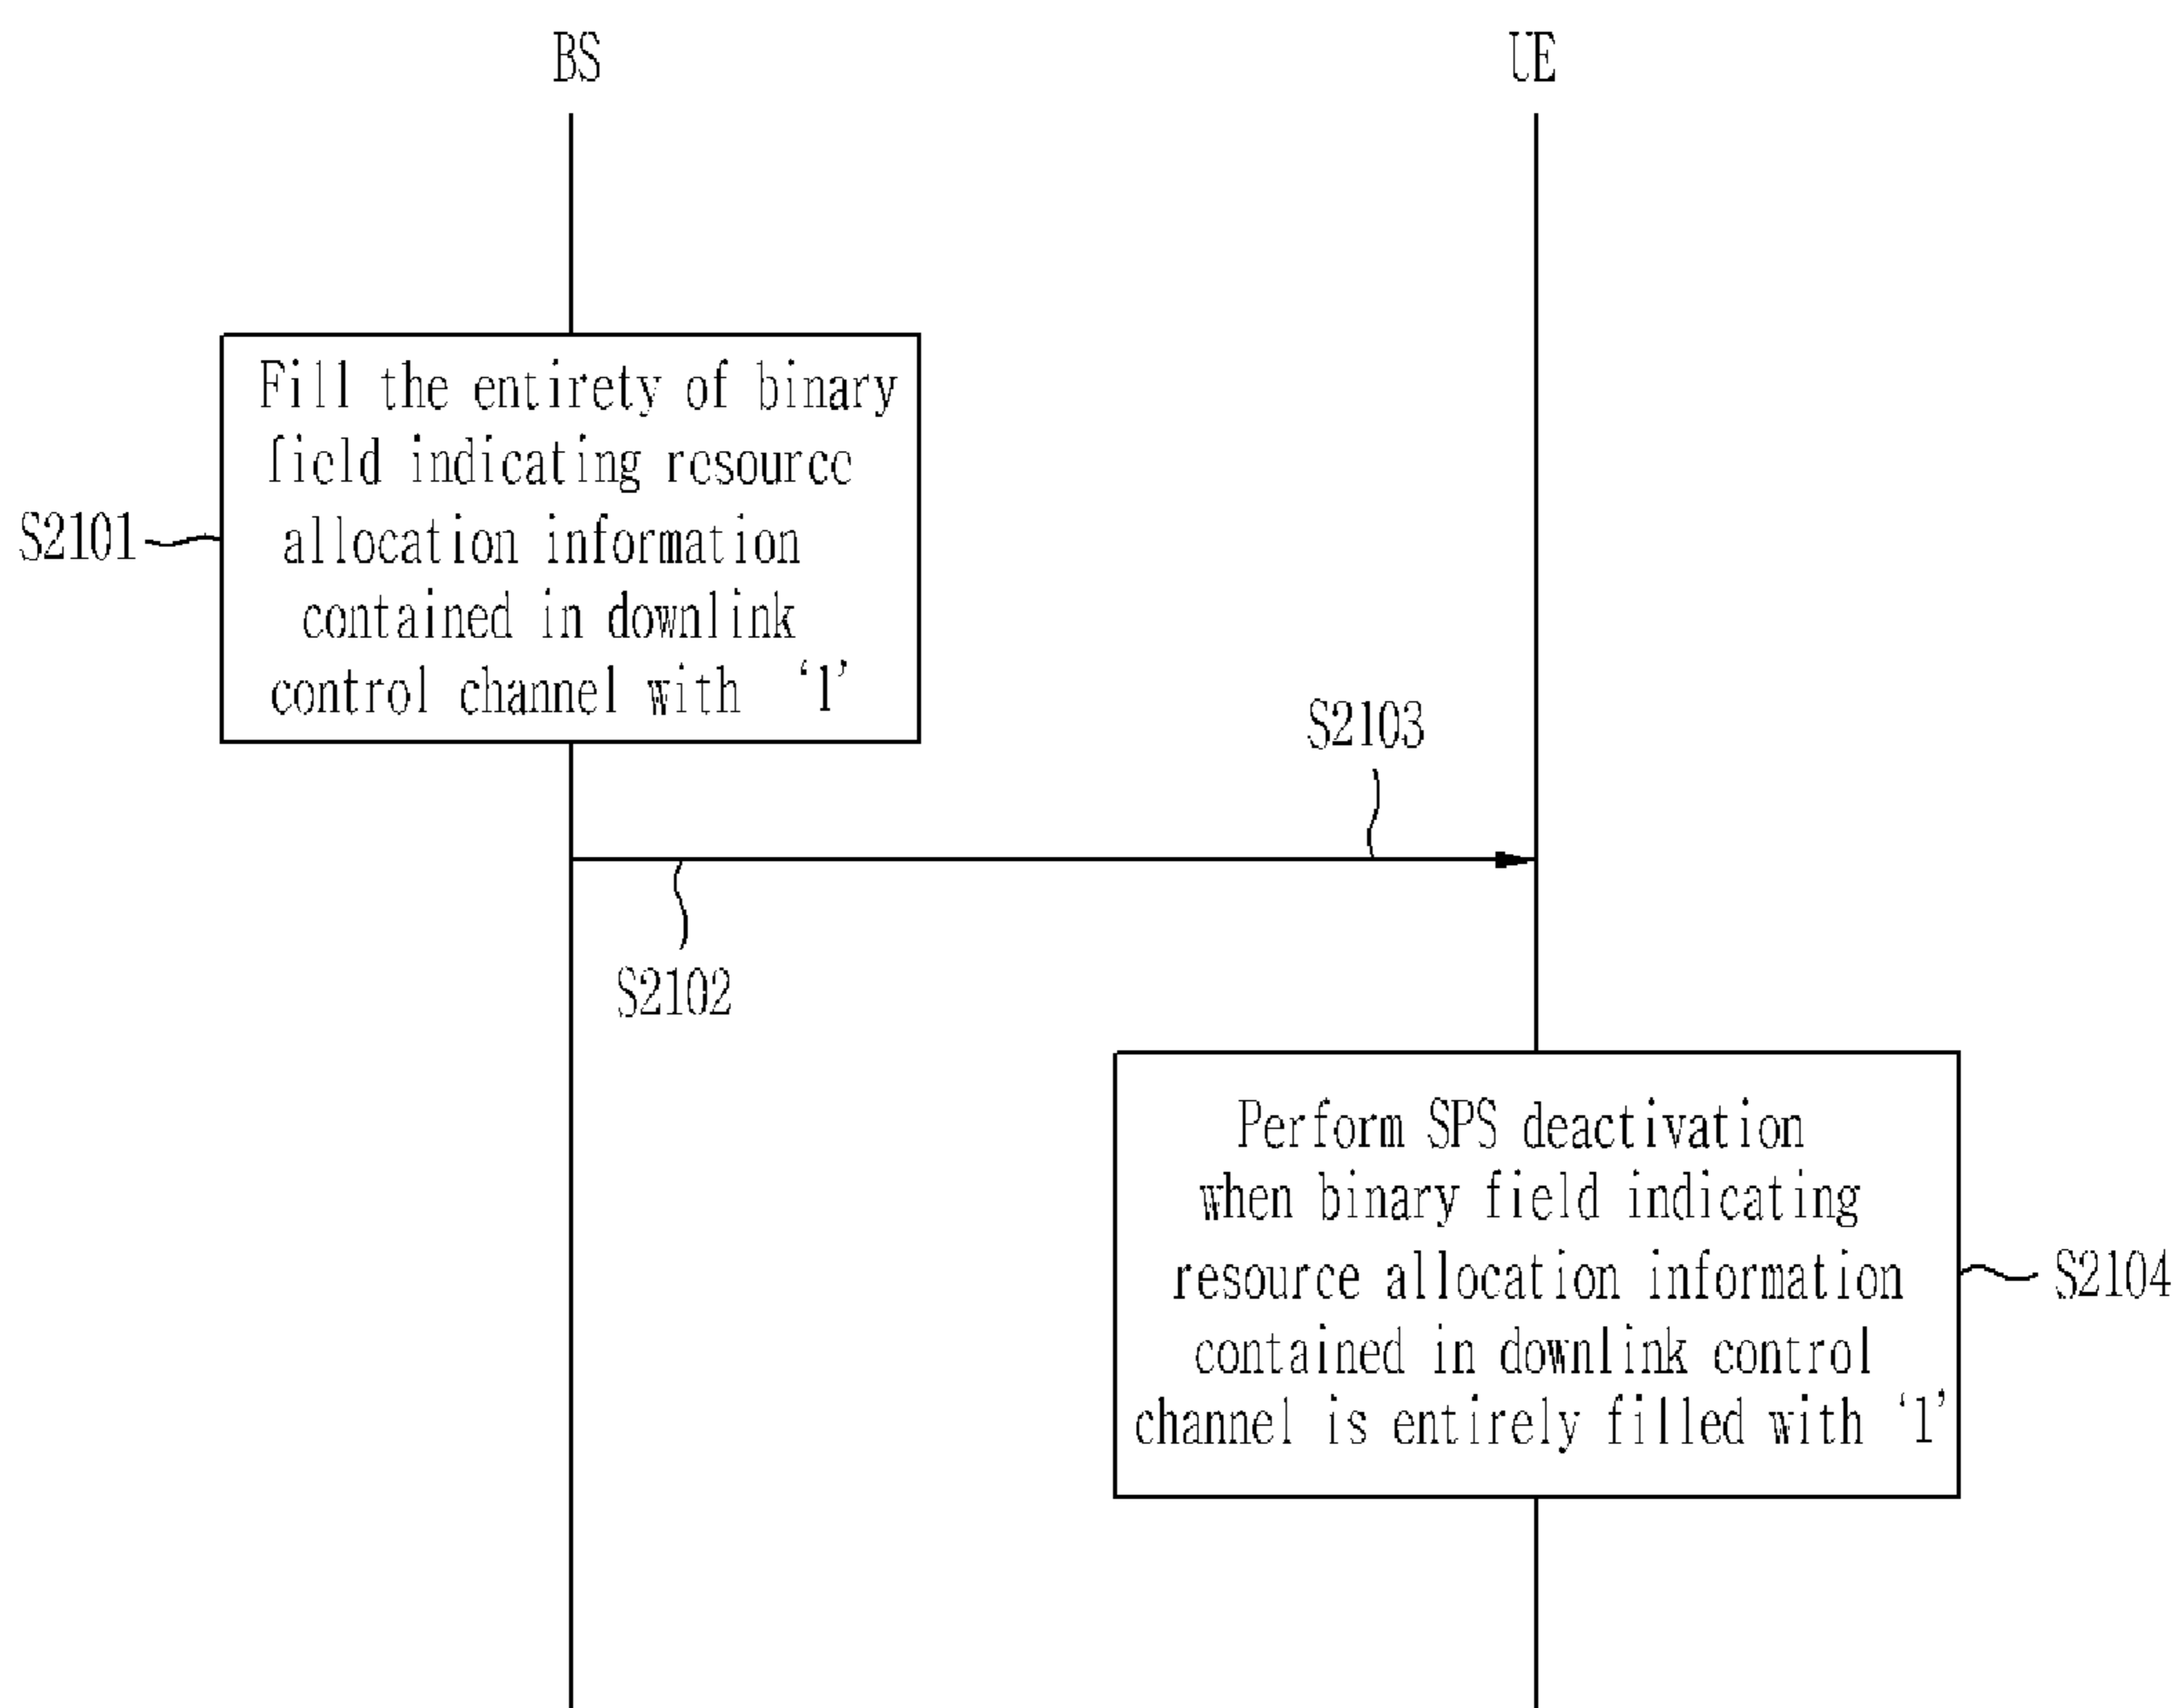 BS
UE
Fill the entirety of binary
field indicating resource
allocation information
contained in downlink
control channel with ‘1’
S2101
S2103
S2102
Perform SPS deactivation
when binary field indicating
resource allocation information
contained in downlink control
channel is entirely filled with ‘1’
S2104